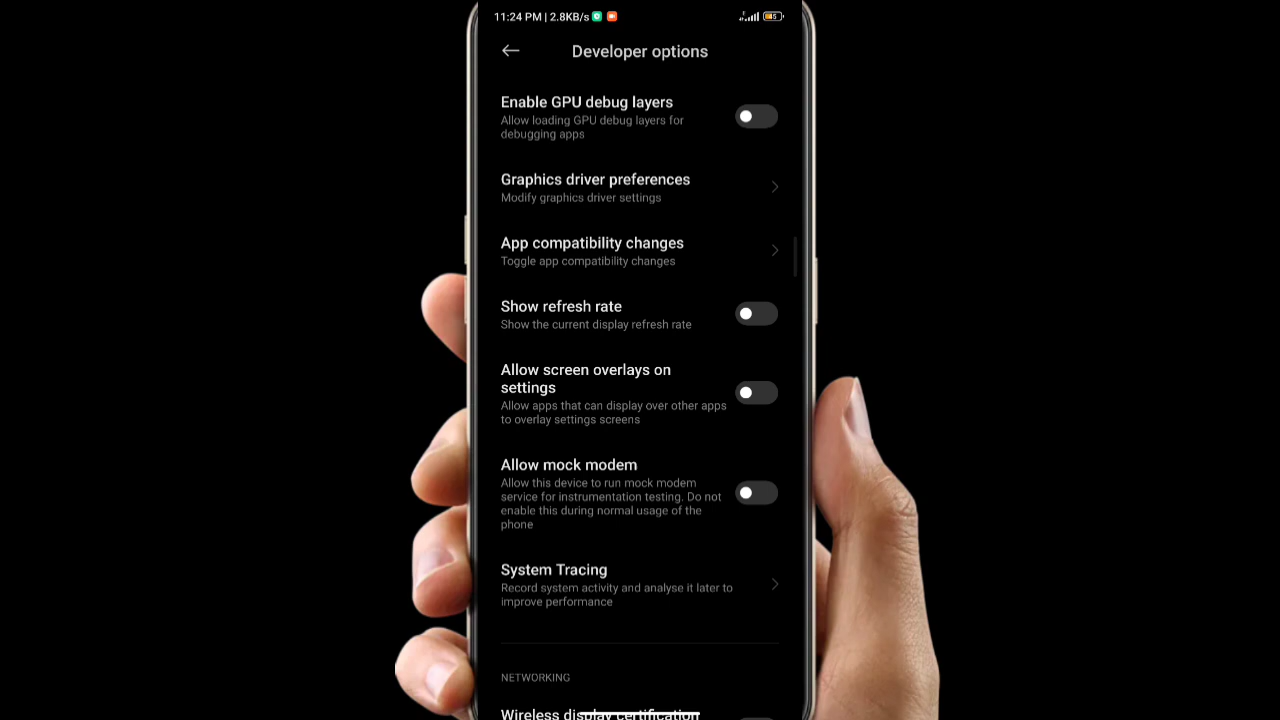 11:24 PM | 2.8KB/s
45
Developer options
Enable GPU debug layers
Allow loading GPU debug layers for
debugging apps
Graphics driver preferences
Modify graphics driver settings
App compatibility changes
Toggle app compatibility changes
Show refresh rate
Show the current display refresh rate
Allow screen overlays on
settings
Allow apps that can display over other apps
to overlay settings screens
Allow mock modem
Allow this device to run mock modem
service for instrumentation testing. Do not
enable this during normal usage of the
phone
System Tracing
Record system activity and analyse it later to
improve performance
NETWORKING
Wireless display certification